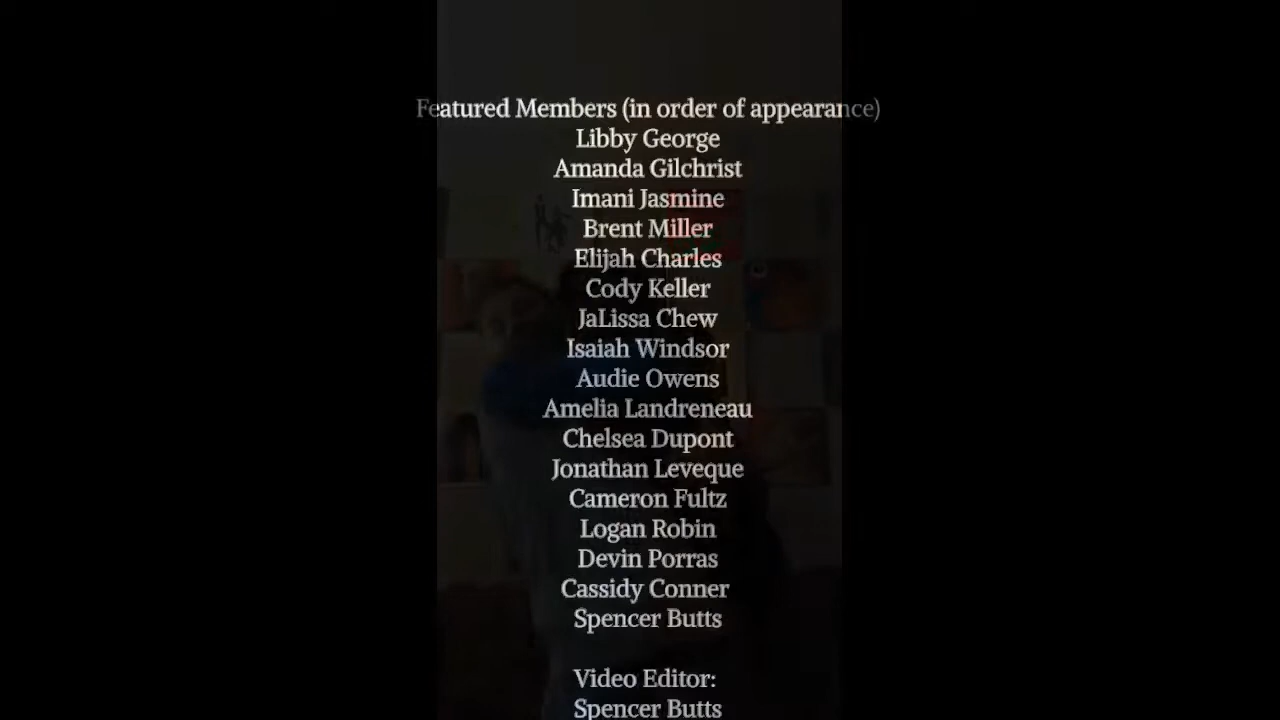 Featured Members (in order of appearance)
Libby George
Amanda Gilchrist
Imani Jasmine
Brent Miller
Elijah Charles
Cody Keller
JaLissa Chew
Isaiah Windsor
Audie Owens
Amelia Landreneau
Chelsea Dupont
Jonathan Leveque
Cameron Fultz
Logan Robin
Devin Porras
Cassidy Conner
Spencer Butts
Video Editor:
Spencer Butts